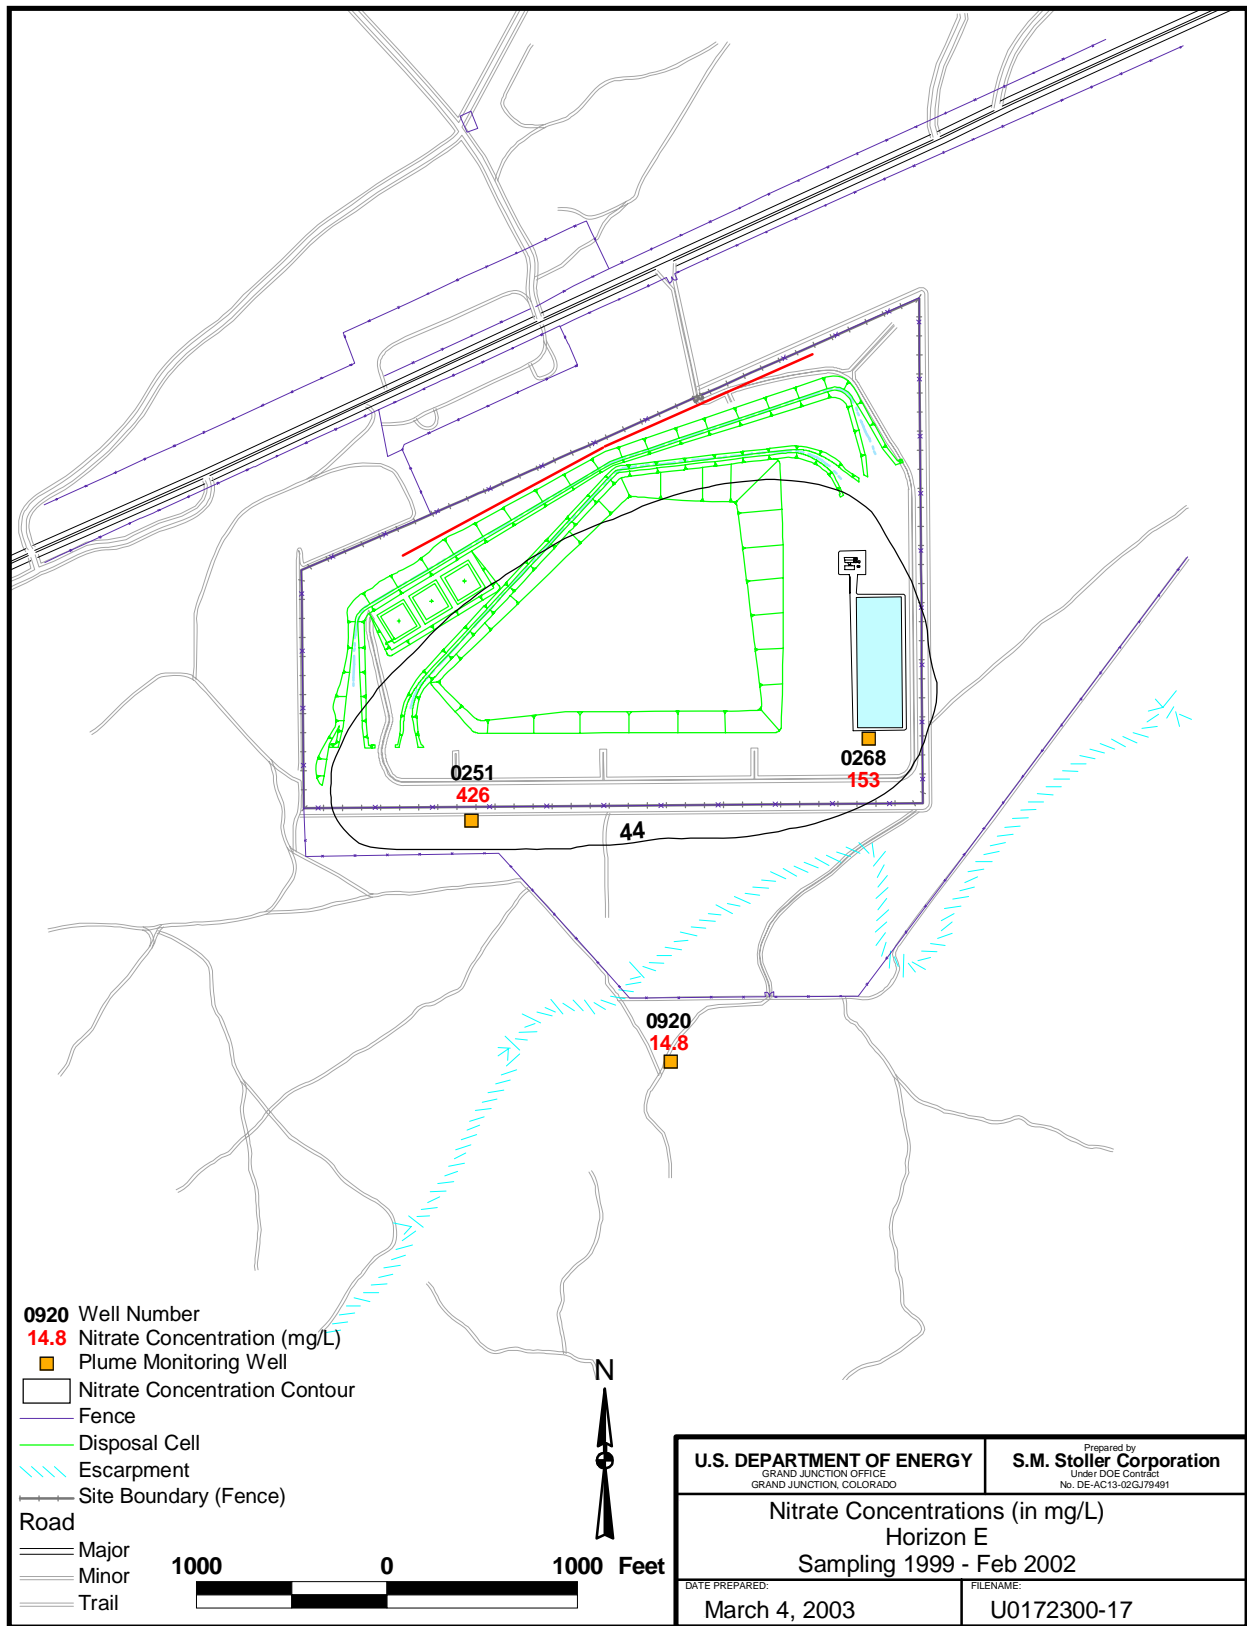 0251
426
0268
153
44
0920
14.8
0920 Well Number
14.8 Nitrate Concentration (mg/L)
Plume Monitoring Well
Nitrate Concentration Contour
Fence
Disposal Cell
Escarpment
Site Boundary (Fence)
Road
Major
Minor
Trail
N
1000 0 1000 Feet
U.S. DEPARTMENT OF ENERGY
GRAND JUNCTION OFFICE
GRAND JUNCTION, COLORADO
Prepared by
S.M. Stoller Corporation
Under DOE Contract
No. DE-AC13-02GJ79491
Nitrate Concentrations (in mg/L)
Horizon E
Sampling 1999 - Feb 2002
DATE PREPARED:
March 4, 2003
FILENAME:
U0172300-17